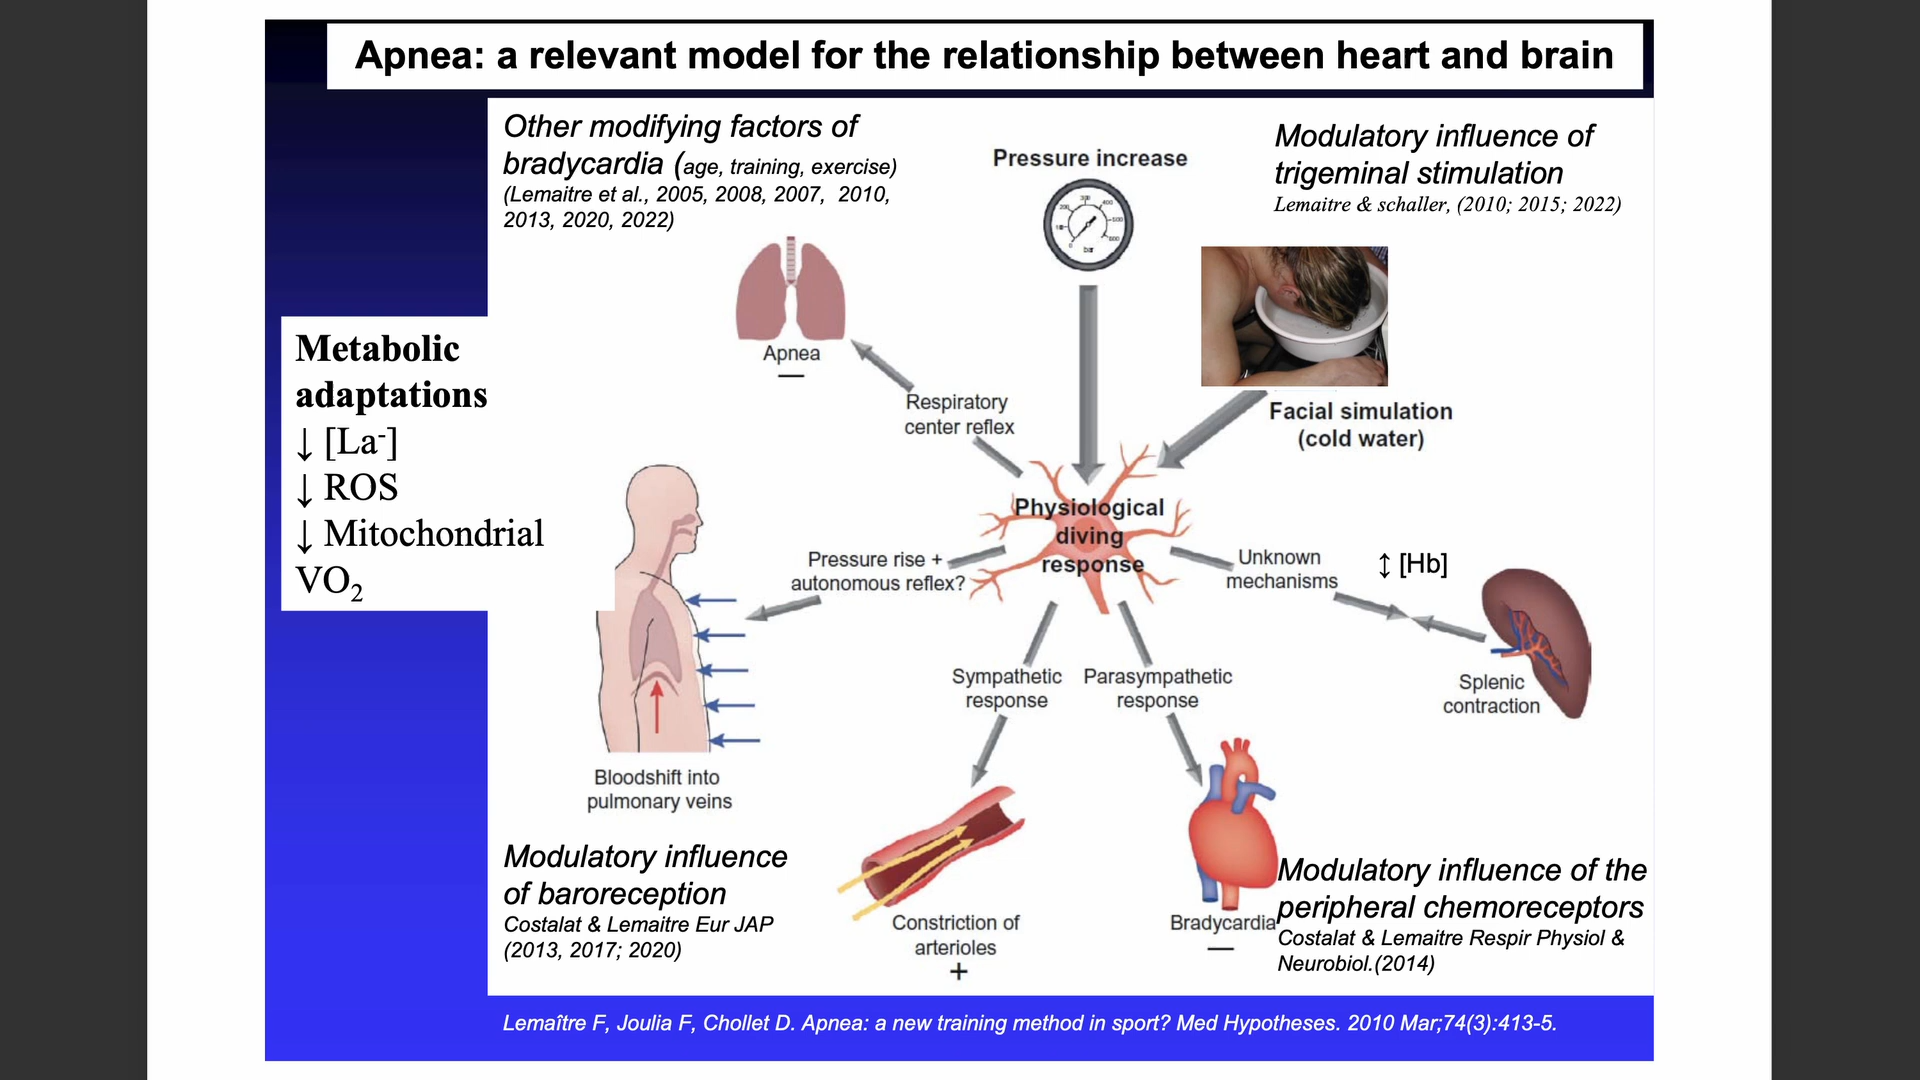 Apnea: a relevant model for the relationship between heart and brain
Other modifying factors of
bradycardia (age, training, exercise)
(Lemaitre et al., 2005, 2008, 2007, 2010,
2013, 2020, 2022)
Pressure increase
bar
Modulatory influence of
trigeminal stimulation
Lemaitre & schaller, (2010; 2015; 2022)
Apnea
—
Respiratory
center reflex
Facial simulation
(cold water)
Metabolic
adaptations
↓ [La⁻]
↓ ROS
↓ Mitochondrial
VO₂
Physiological
diving
response
Pressure rise +
autonomous reflex?
Unknown
mechanisms
↕ [Hb]
Sympathetic
response
Parasympathetic
response
Splenic
contraction
Bloodshift into
pulmonary veins
Modulatory influence
of baroreception
Costalat & Lemaitre Eur JAP
(2013, 2017; 2020)
Constriction of
arterioles
+
Bradycardia
—
Modulatory influence of the
peripheral chemoreceptors
Costalat & Lemaitre Respir Physiol &
Neurobiol.(2014)
Lemaître F, Joulia F, Chollet D. Apnea: a new training method in sport? Med Hypotheses. 2010 Mar;74(3):413-5.